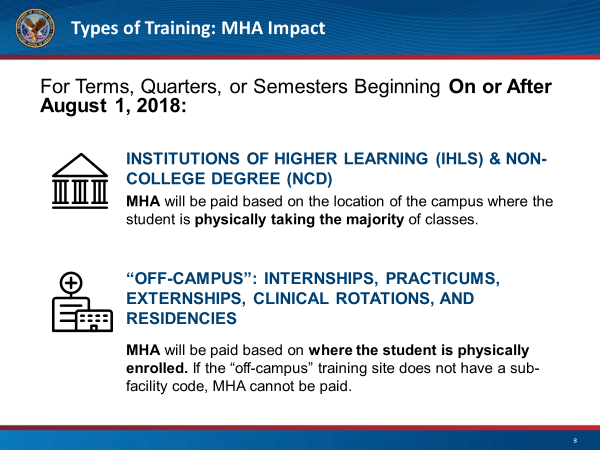 Types of Training: MHA Impact
For Terms, Quarters, or Semesters Beginning On or After
August 1, 2018:
INSTITUTIONS OF HIGHER LEARNING (IHLS) & NON-
COLLEGE DEGREE (NCD)
MHA will be paid based on the location of the campus where the
student is physically taking the majority of classes.
“OFF-CAMPUS”: INTERNSHIPS, PRACTICUMS,
EXTERNSHIPS, CLINICAL ROTATIONS, AND
RESIDENCIES
MHA will be paid based on where the student is physically
enrolled. If the “off-campus” training site does not have a sub-
facility code, MHA cannot be paid.
8